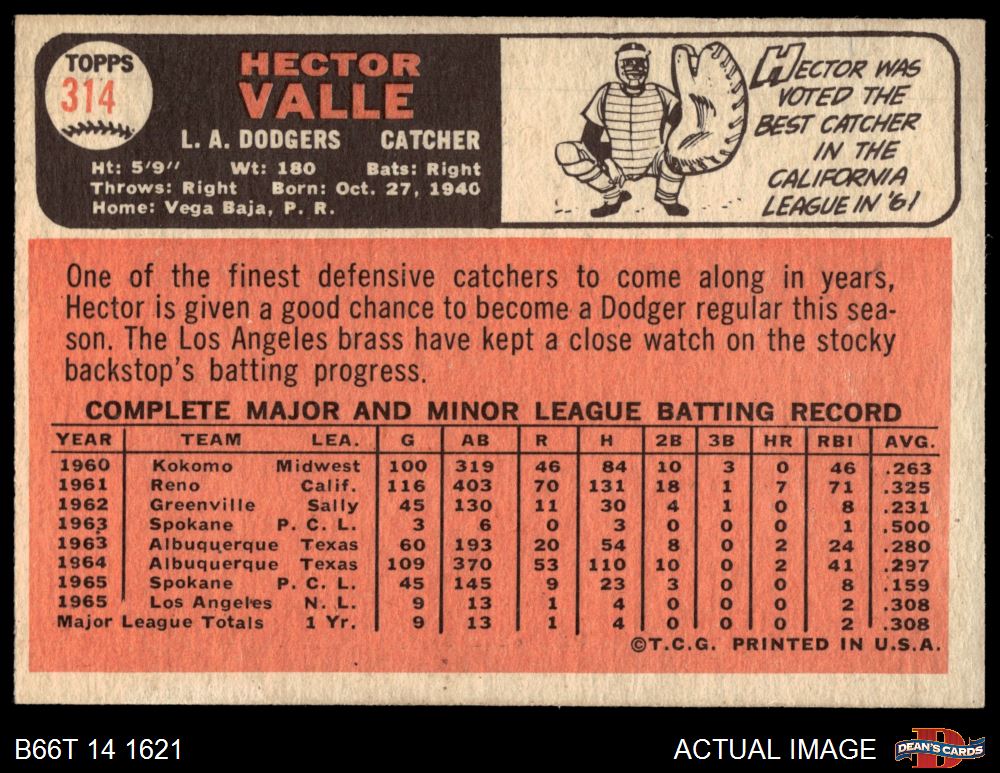 TOPPS
314
HECTOR
VALLE
L. A. DODGERS CATCHER
Ht: 5'9" Wt: 180 Bats: Right
Throws: Right Born: Oct. 27, 1940
Home: Vega Baja, P. R.
HECTOR WAS
VOTED THE
BEST CATCHER
IN THE
CALIFORNIA
LEAGUE IN '61
One of the finest defensive catchers to come along in years,
Hector is given a good chance to become a Dodger regular this sea-
son. The Los Angeles brass have kept a close watch on the stocky
backstop's batting progress.
COMPLETE MAJOR AND MINOR LEAGUE BATTING RECORD
YEAR TEAM LEA. G AB R H 2B 3B HR RBI AVG.
1960 Kokomo Midwest 100 319 46 84 10 3 0 46 .263
1961 Reno Calif. 116 403 70 131 18 1 7 71 .325
1962 Greenville Sally 45 130 11 30 4 1 0 8 .231
1963 Spokane P. C. L. 3 6 0 3 0 0 0 1 .500
1963 Albuquerque Texas 60 193 20 54 8 0 2 24 .280
1964 Albuquerque Texas 109 370 53 110 10 0 2 41 .297
1965 Spokane P. C. L. 45 145 9 23 3 0 0 8 .159
1965 Los Angeles N. L. 9 13 1 4 0 0 0 2 .308
Major League Totals 1 Yr. 9 13 1 4 0 0 0 2 .308
©T.C.G. PRINTED IN U.S.A.
B66T 14 1621
ACTUAL IMAGE
D
DEAN'S CARDS